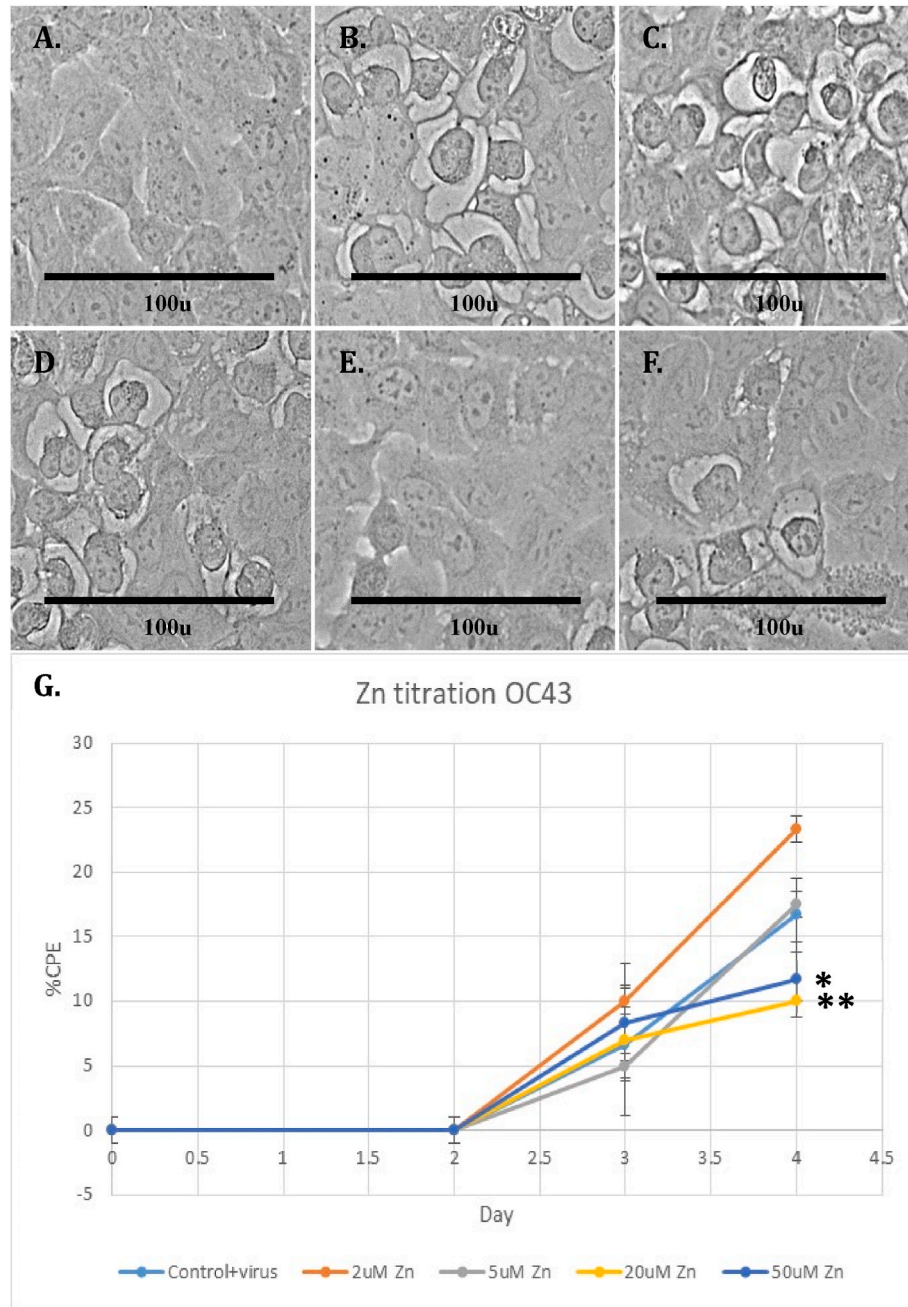 A.
B.
C.
100u
100u
100u
D
E.
F.
100u
100u
100u
G.
Zn titration OC43
30
25
20
15
10
5
0
-5
%CPE
*
**
0
0.5
1
1.5
2
2.5
3
3.5
4
4.5
Day
Control+virus
2uM Zn
5uM Zn
20uM Zn
50uM Zn